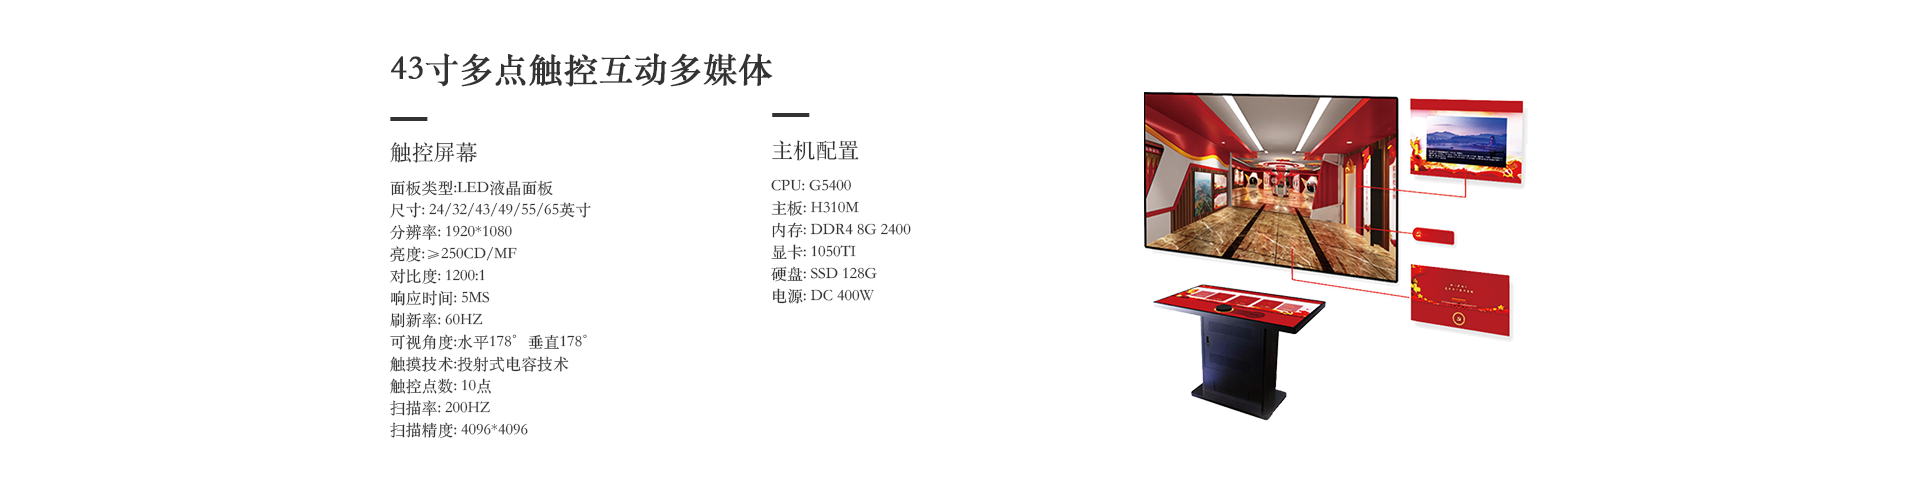 43寸多点触控互动多媒体
触控屏幕
面板类型:LED液晶面板
尺寸: 24/32/43/49/55/65英寸
分辨率: 1920*1080
亮度:≥250CD/MF
对比度: 1200:1
响应时间: 5MS
刷新率: 60HZ
可视角度:水平178° 垂直178°
触摸技术:投射式电容技术
触控点数: 10点
扫描率: 200HZ
扫描精度: 4096*4096
主机配置
CPU: G5400
主板: H310M
内存: DDR4 8G 2400
显卡: 1050TI
硬盘: SSD 128G
电源: DC 400W